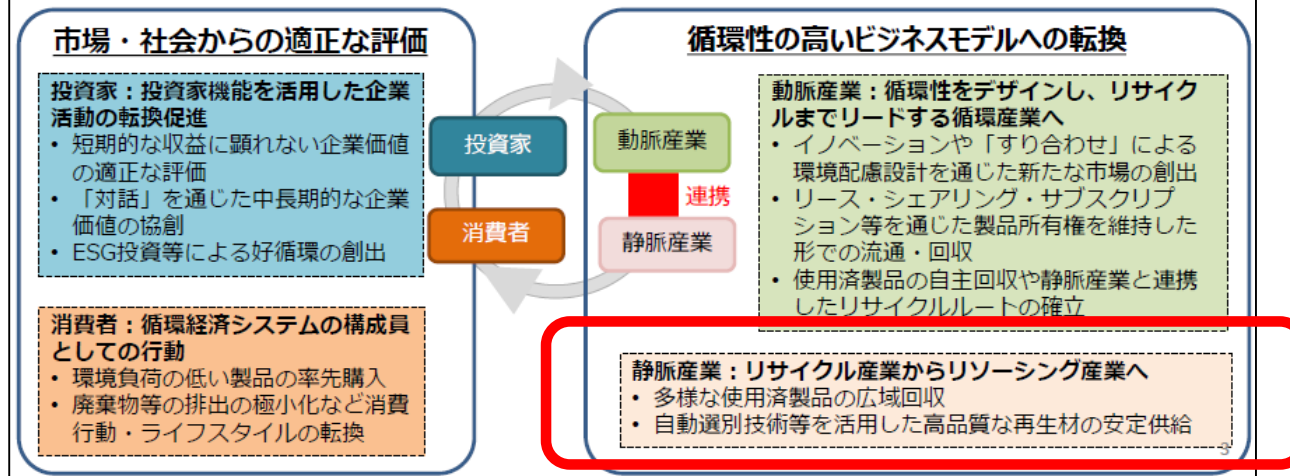 市場・社会からの適正な評価
投資家：投資家機能を活用した企業
活動の転換促進
• 短期的な収益に顕れない企業価値
の適正な評価
• 「対話」を通じた中長期的な企業
価値の協創
• ESG投資等による好循環の創出
消費者：循環経済システムの構成員
としての行動
• 環境負荷の低い製品の率先購入
• 廃棄物等の排出の極小化など消費
行動・ライフスタイルの転換
投資家
消費者
動脈産業
連携
静脈産業
循環性の高いビジネスモデルへの転換
動脈産業：循環性をデザインし、リサイク
ルまでリードする循環産業へ
• イノベーションや「すり合わせ」による
環境配慮設計を通じた新たな市場の創出
• リース・シェアリング・サブスクリプ
ション等を通じた製品所有権を維持した
形での流通・回収
• 使用済製品の自主回収や静脈産業と連携
したリサイクルルートの確立
静脈産業：リサイクル産業からリソーシング産業へ
• 多様な使用済製品の広域回収
• 自動選別技術等を活用した高品質な再生材の安定供給
3